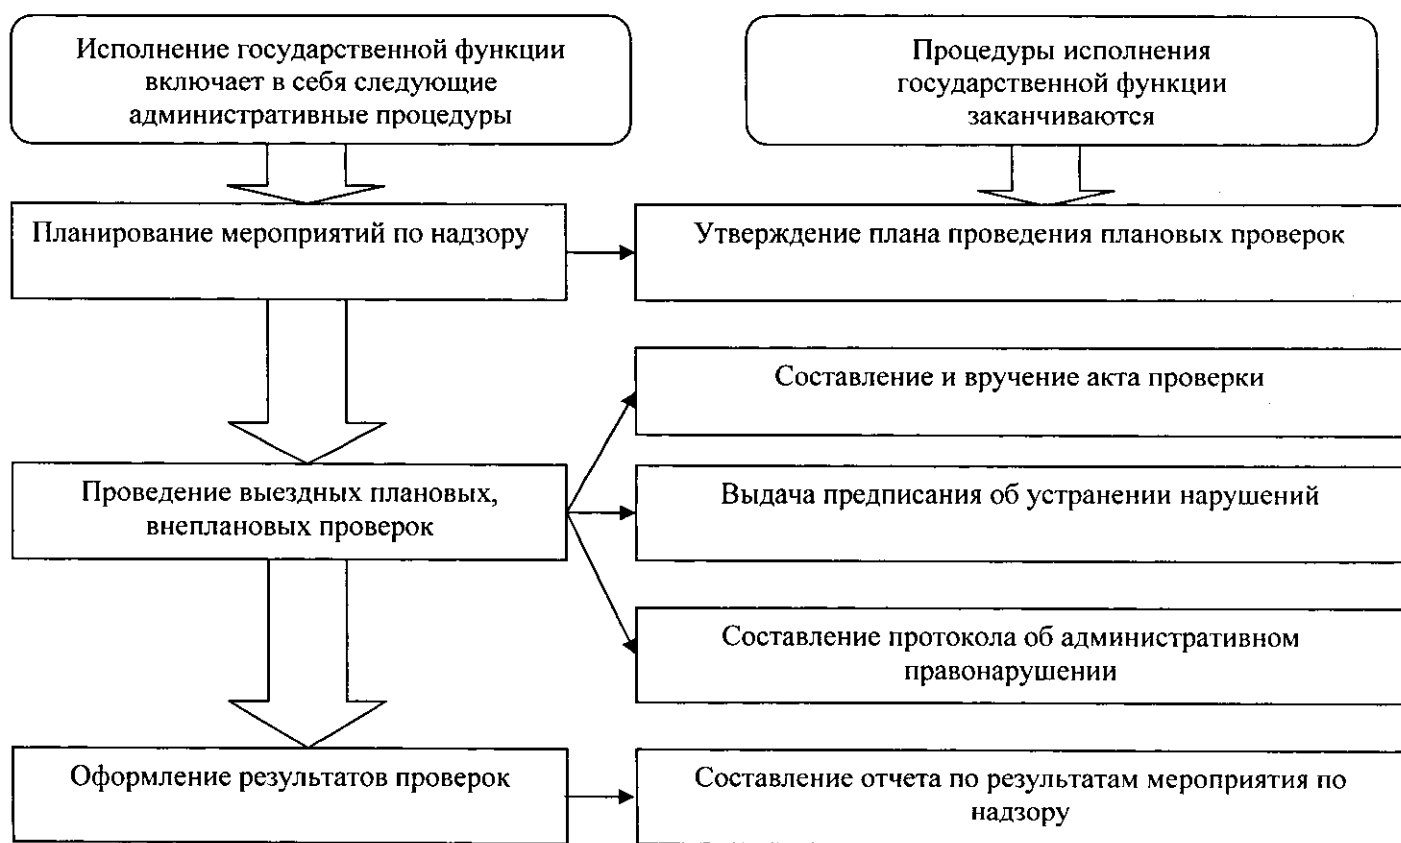 Исполнение государственной функции
включает в себя следующие
административные процедуры
Процедуры исполнения
государственной функции
заканчиваются
Планирование мероприятий по надзору
Утверждение плана проведения плановых проверок
Составление и вручение акта проверки
Проведение выездных плановых,
внеплановых проверок
Выдача предписания об устранении нарушений
Составление протокола об административном
правонарушении
Оформление результатов проверок
Составление отчета по результатам мероприятия по
надзору